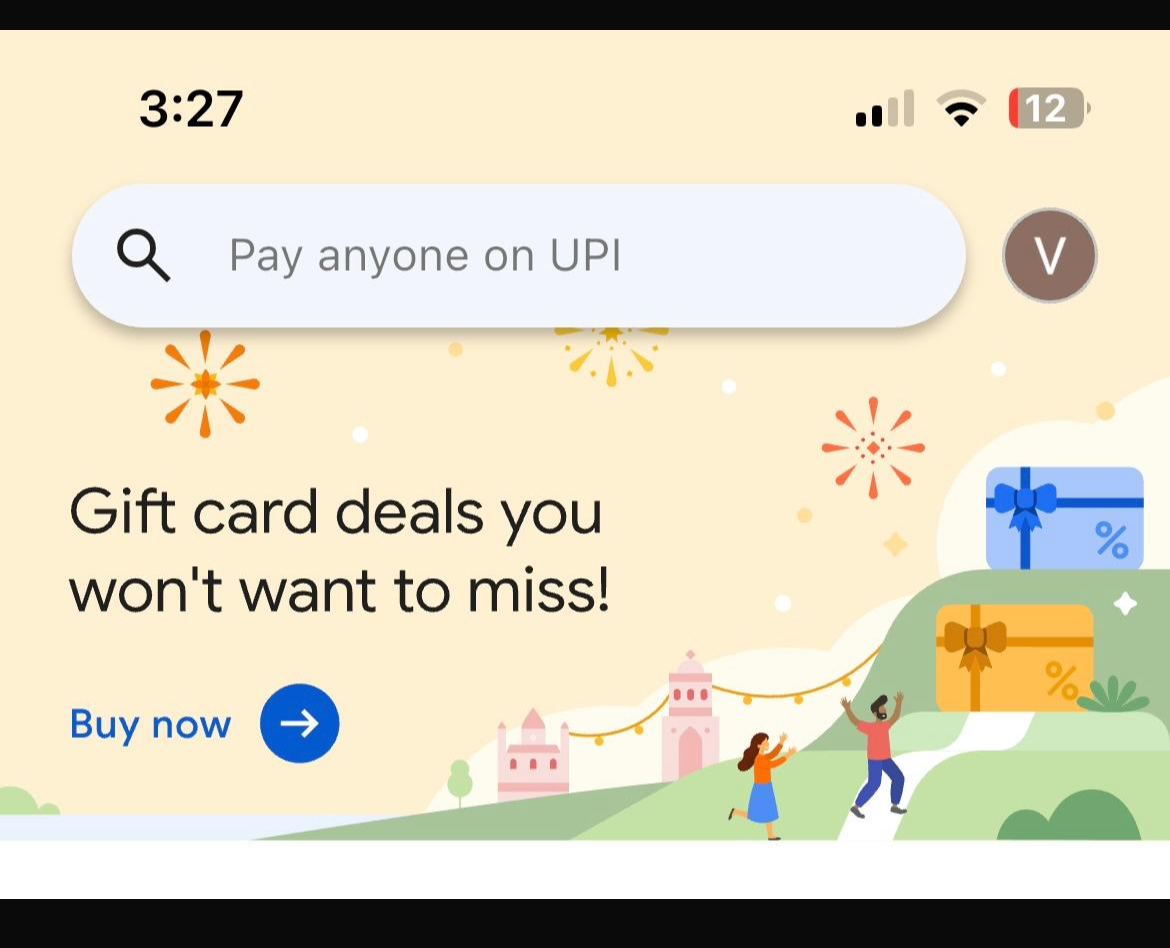 3:27
12
Pay anyone on UPI
V
Gift card deals you
won't want to miss!
%
%
Buy now